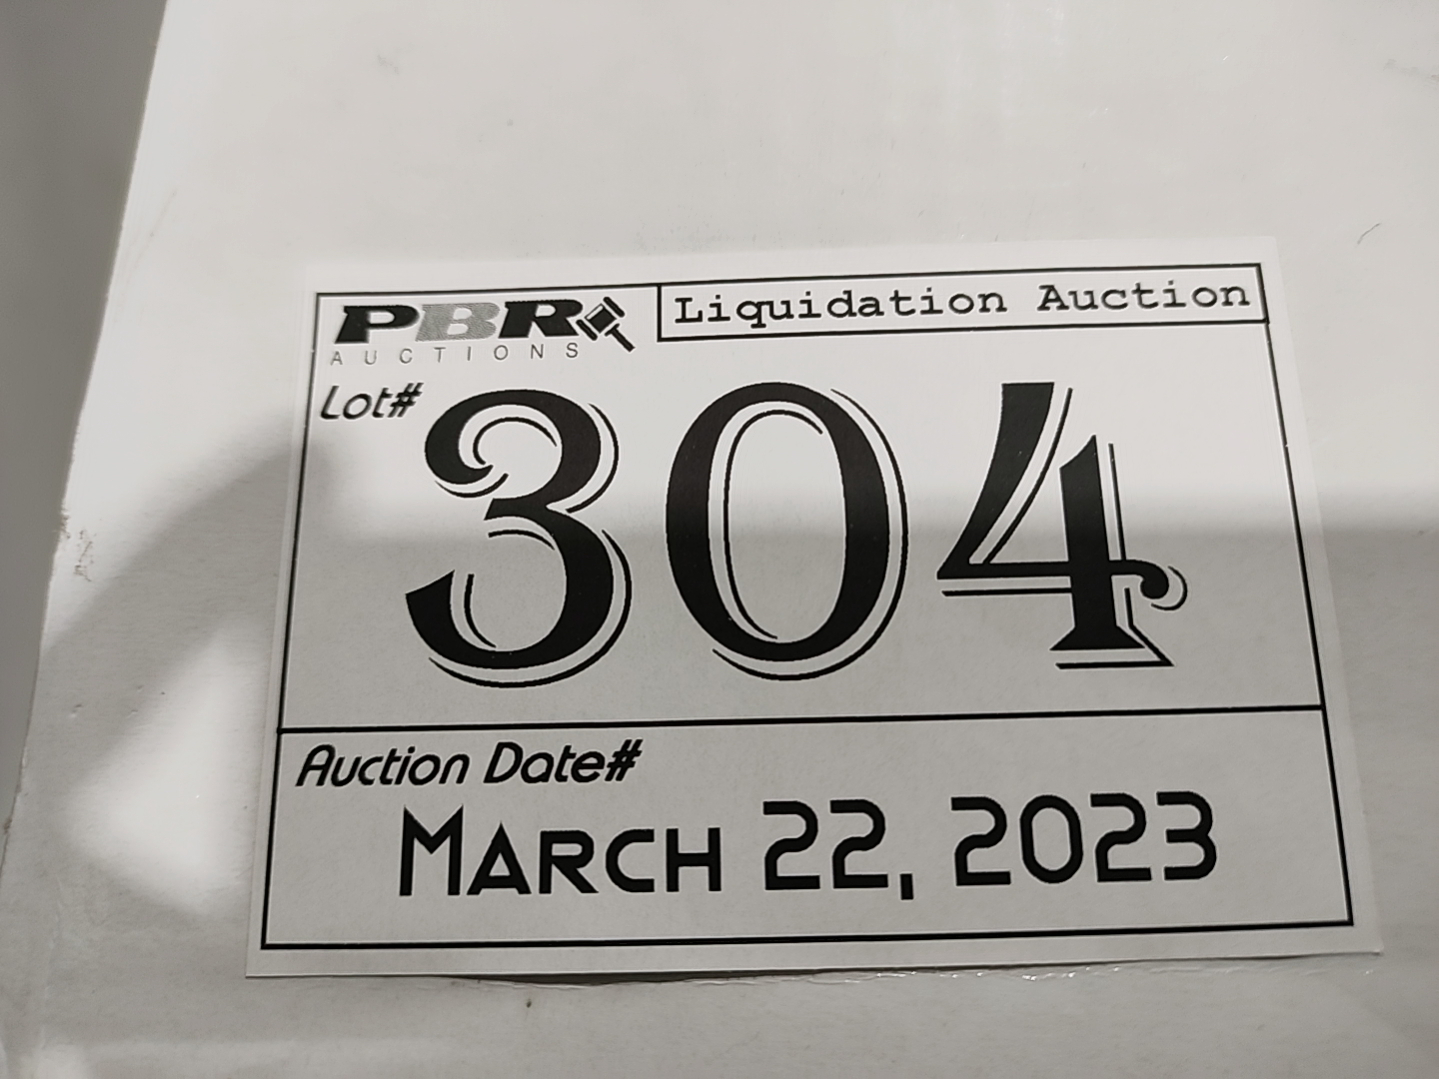 PBR
AUCTIONS
Liquidation Auction
Lot#
304
Auction Date#
MARCH 22, 2023